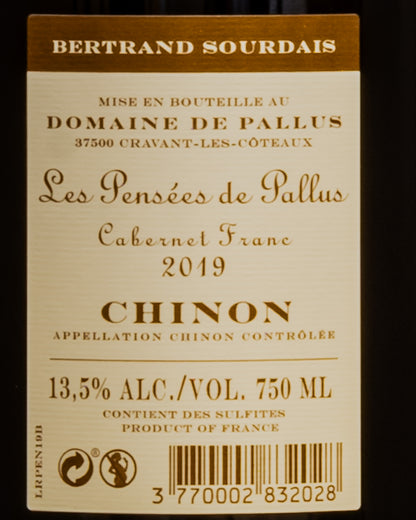 BERTRAND SOURDAIS
MISE EN BOUTEILLE AU
DOMAINE DE PALLUS
37500 CRAVANT-LES-CÔTEAUX
Les Pensées de Pallus
Cabernet Franc
2019
CHINON
APPELLATION CHINON CONTRÔLÉE
13,5% ALC./VOL. 750 ML
CONTIENT DES SULFITES
PRODUCT OF FRANCE
LRPEN19B
®
3 770002 832028